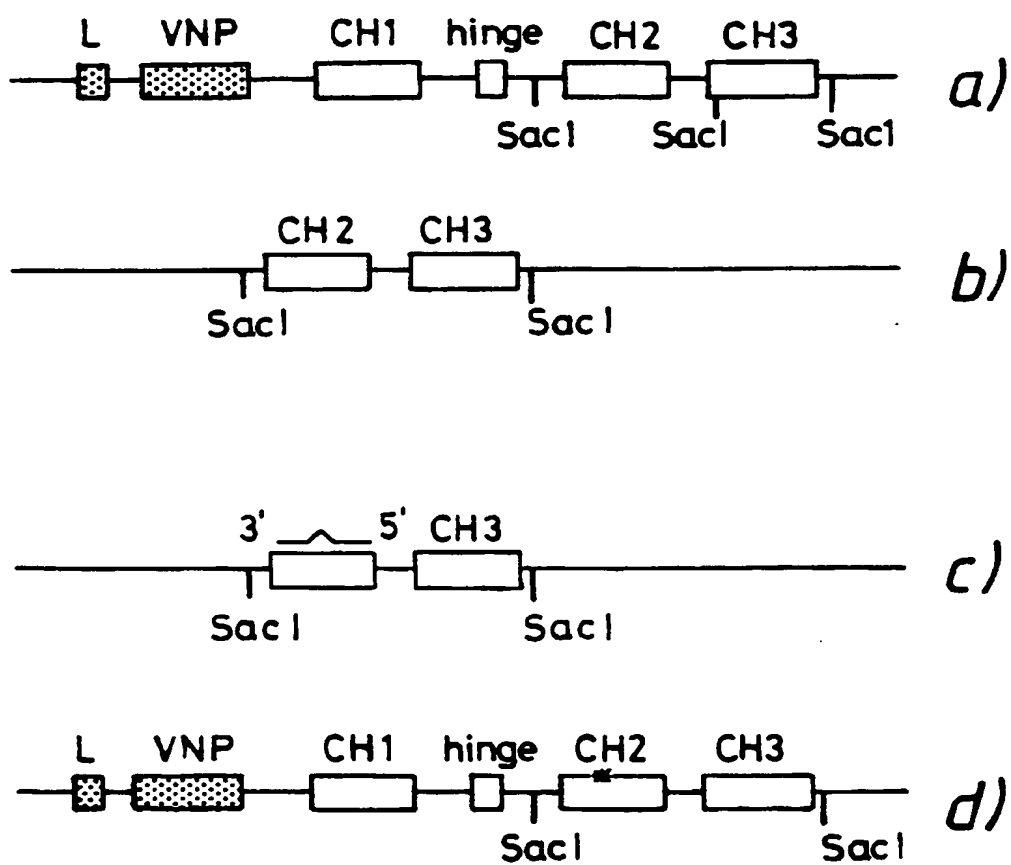 L VNP CH1 hinge CH2 CH3
a)
SacI SacI Sac1
CH2 CH3
b)
SacI SacI
3' 5' CH3
c)
SacI SacI
L VNP CH1 hinge CH2 CH3
d)
SacI SacI